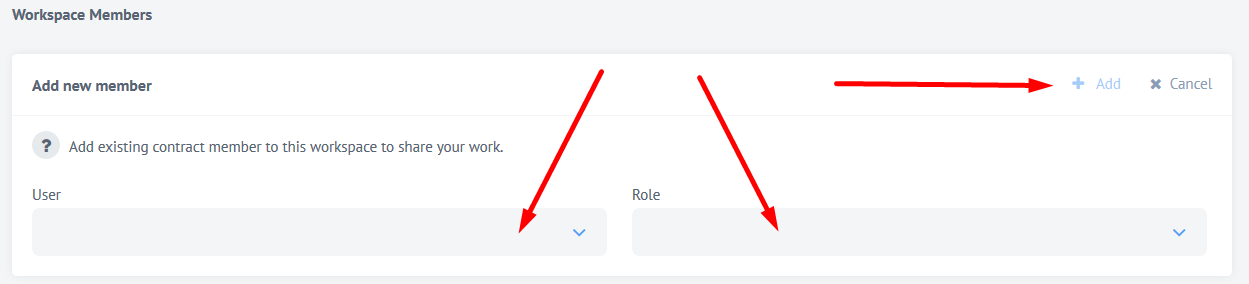 Workspace Members
Add new member
+ Add
✖ Cancel
? Add existing contract member to this workspace to share your work.
User
Role